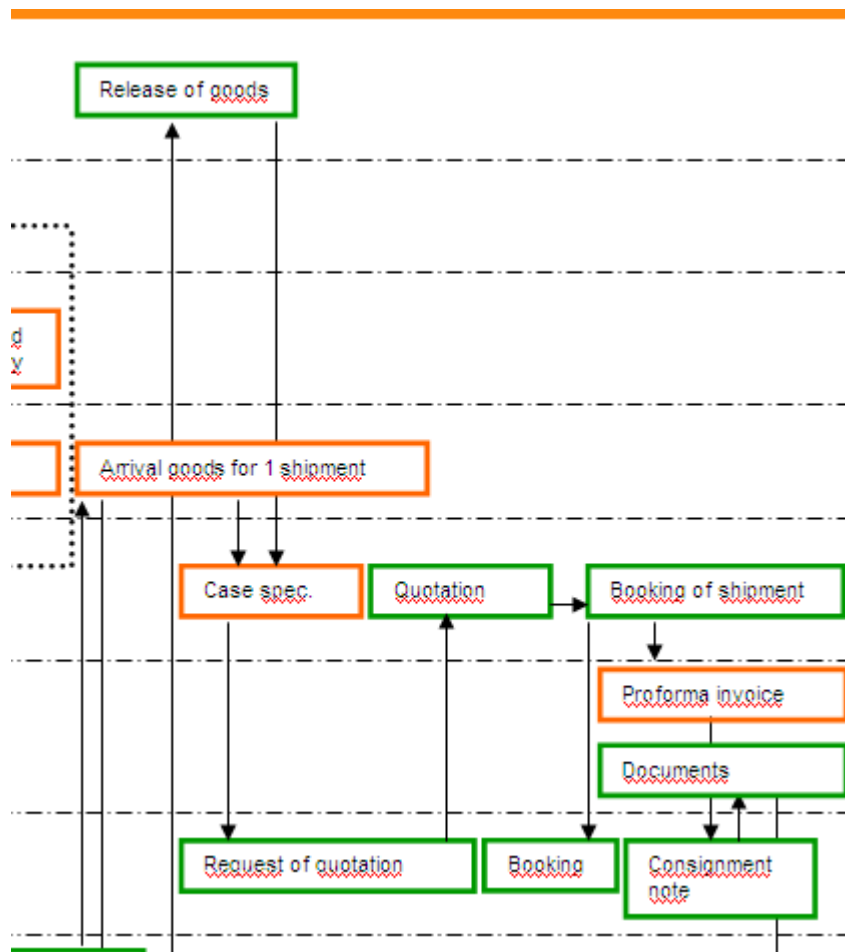 Release of goods
d
y
Arrival goods for 1 shipment
Case spec.
Quotation
Booking of shipment
Proforma invoice
Documents
Request of quotation
Booking
Consignment
note